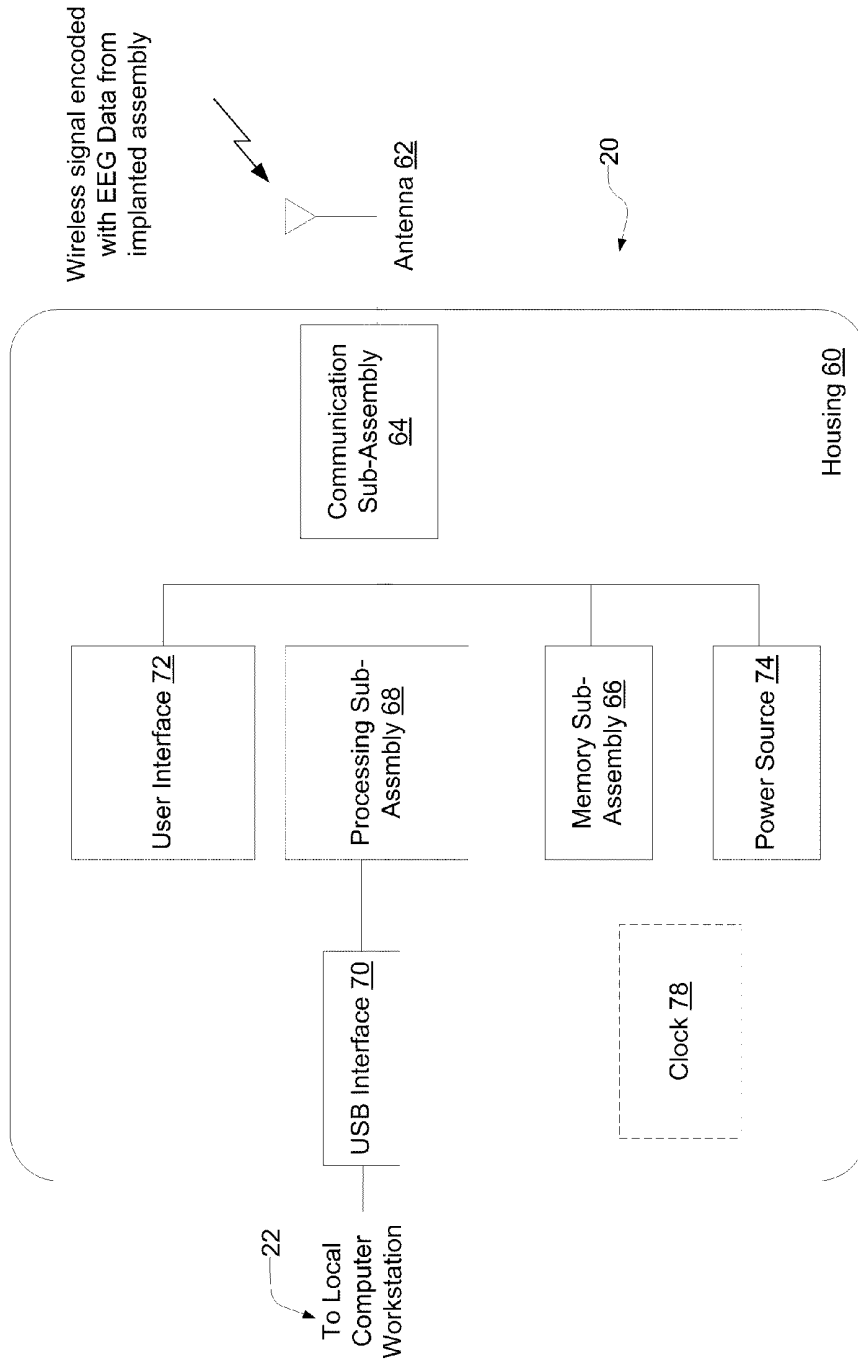 Wireless signal encoded
with EEG Data from
implanted assembly
Antenna 62
20
Communication
Sub-Assembly
64
Housing 60
User Interface 72
Processing Sub-
Assmbly 68
Memory Sub-
Assembly 66
Power Source 74
USB Interface 70
Clock 78
22
To Local
Computer
Workstation